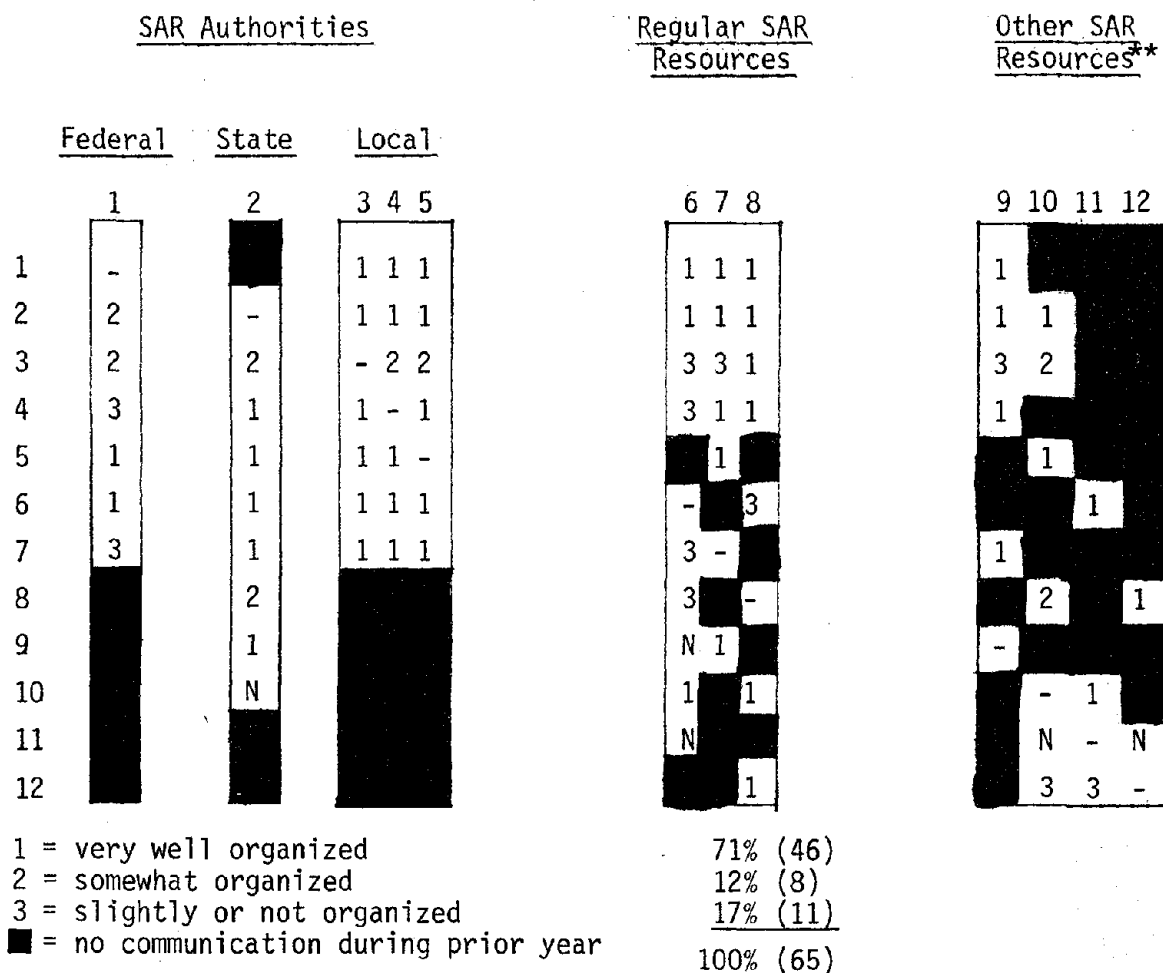 SAR Authorities Regular SAR Other SAR
Resources Resources**
Federal State Local
1 2 3 4 5 6 7 8 9 10 11 12
1 - 1 1 1 1 1 1 1
2 2 - 1 1 1 1 1 1 1 1
3 2 2 - 2 2 3 3 1 3 2
4 3 1 1 - 1 3 1 1 1
5 1 1 1 1 - 1 1
6 1 1 1 1 1 - 3 1
7 3 1 1 1 1 3 - 1
8 2 3 - 2 1
9 1 N 1 -
10 N 1 1 - 1
11 N N - N
12 1 3 3 -
1 = very well organized 71% (46)
2 = somewhat organized 12% (8)
3 = slightly or not organized 17% (11)
■ = no communication during prior year
100% (65)